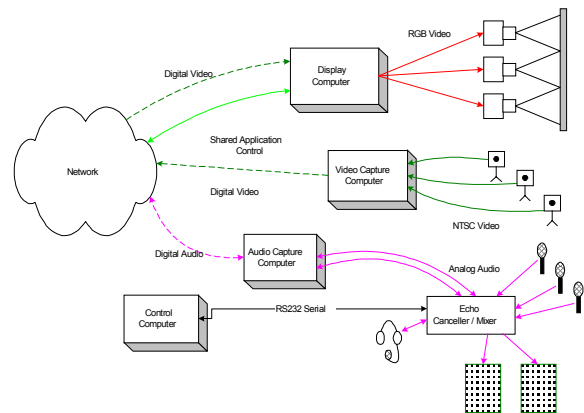 RGB Video
Digital Video
Display
Computer
Shared Application
Control
Network
Video Capture
Computer
Digital Video
NTSC Video
Digital Audio
Audio Capture
Computer
Analog Audio
Control
Computer
RS232 Serial
Echo
Canceller / Mixer